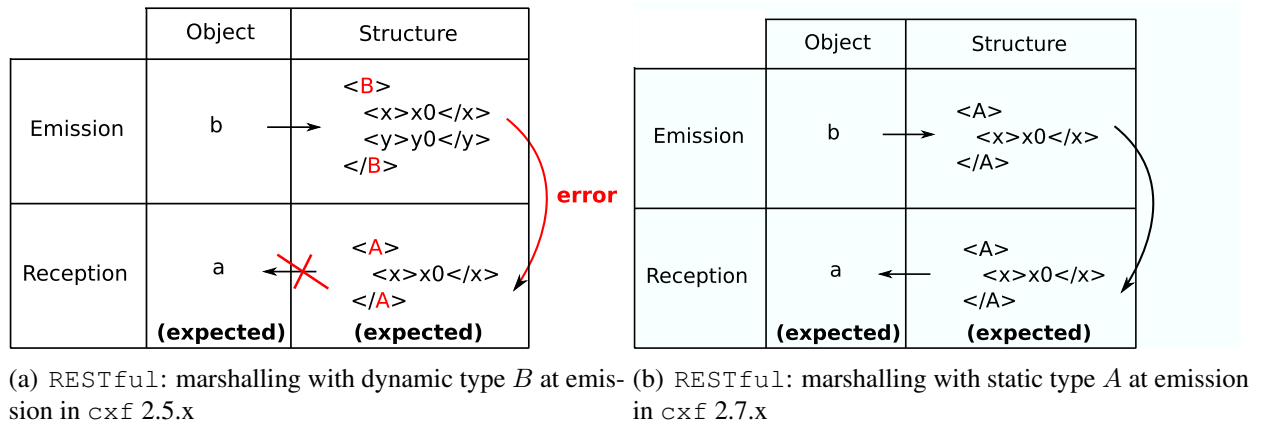 Object Structure
Emission
b
<B>
<x>x0</x>
<y>y0</y>
</B>
error
Reception
a
(expected)
<A>
<x>x0</x>
</A>
(expected)
(a) RESTful: marshalling with dynamic type B at emis-
sion in cxf 2.5.x
Object Structure
Emission
b
<A>
<x>x0</x>
</A>
Reception
a
(expected)
<A>
<x>x0</x>
</A>
(expected)
(b) RESTful: marshalling with static type A at emission
in cxf 2.7.x